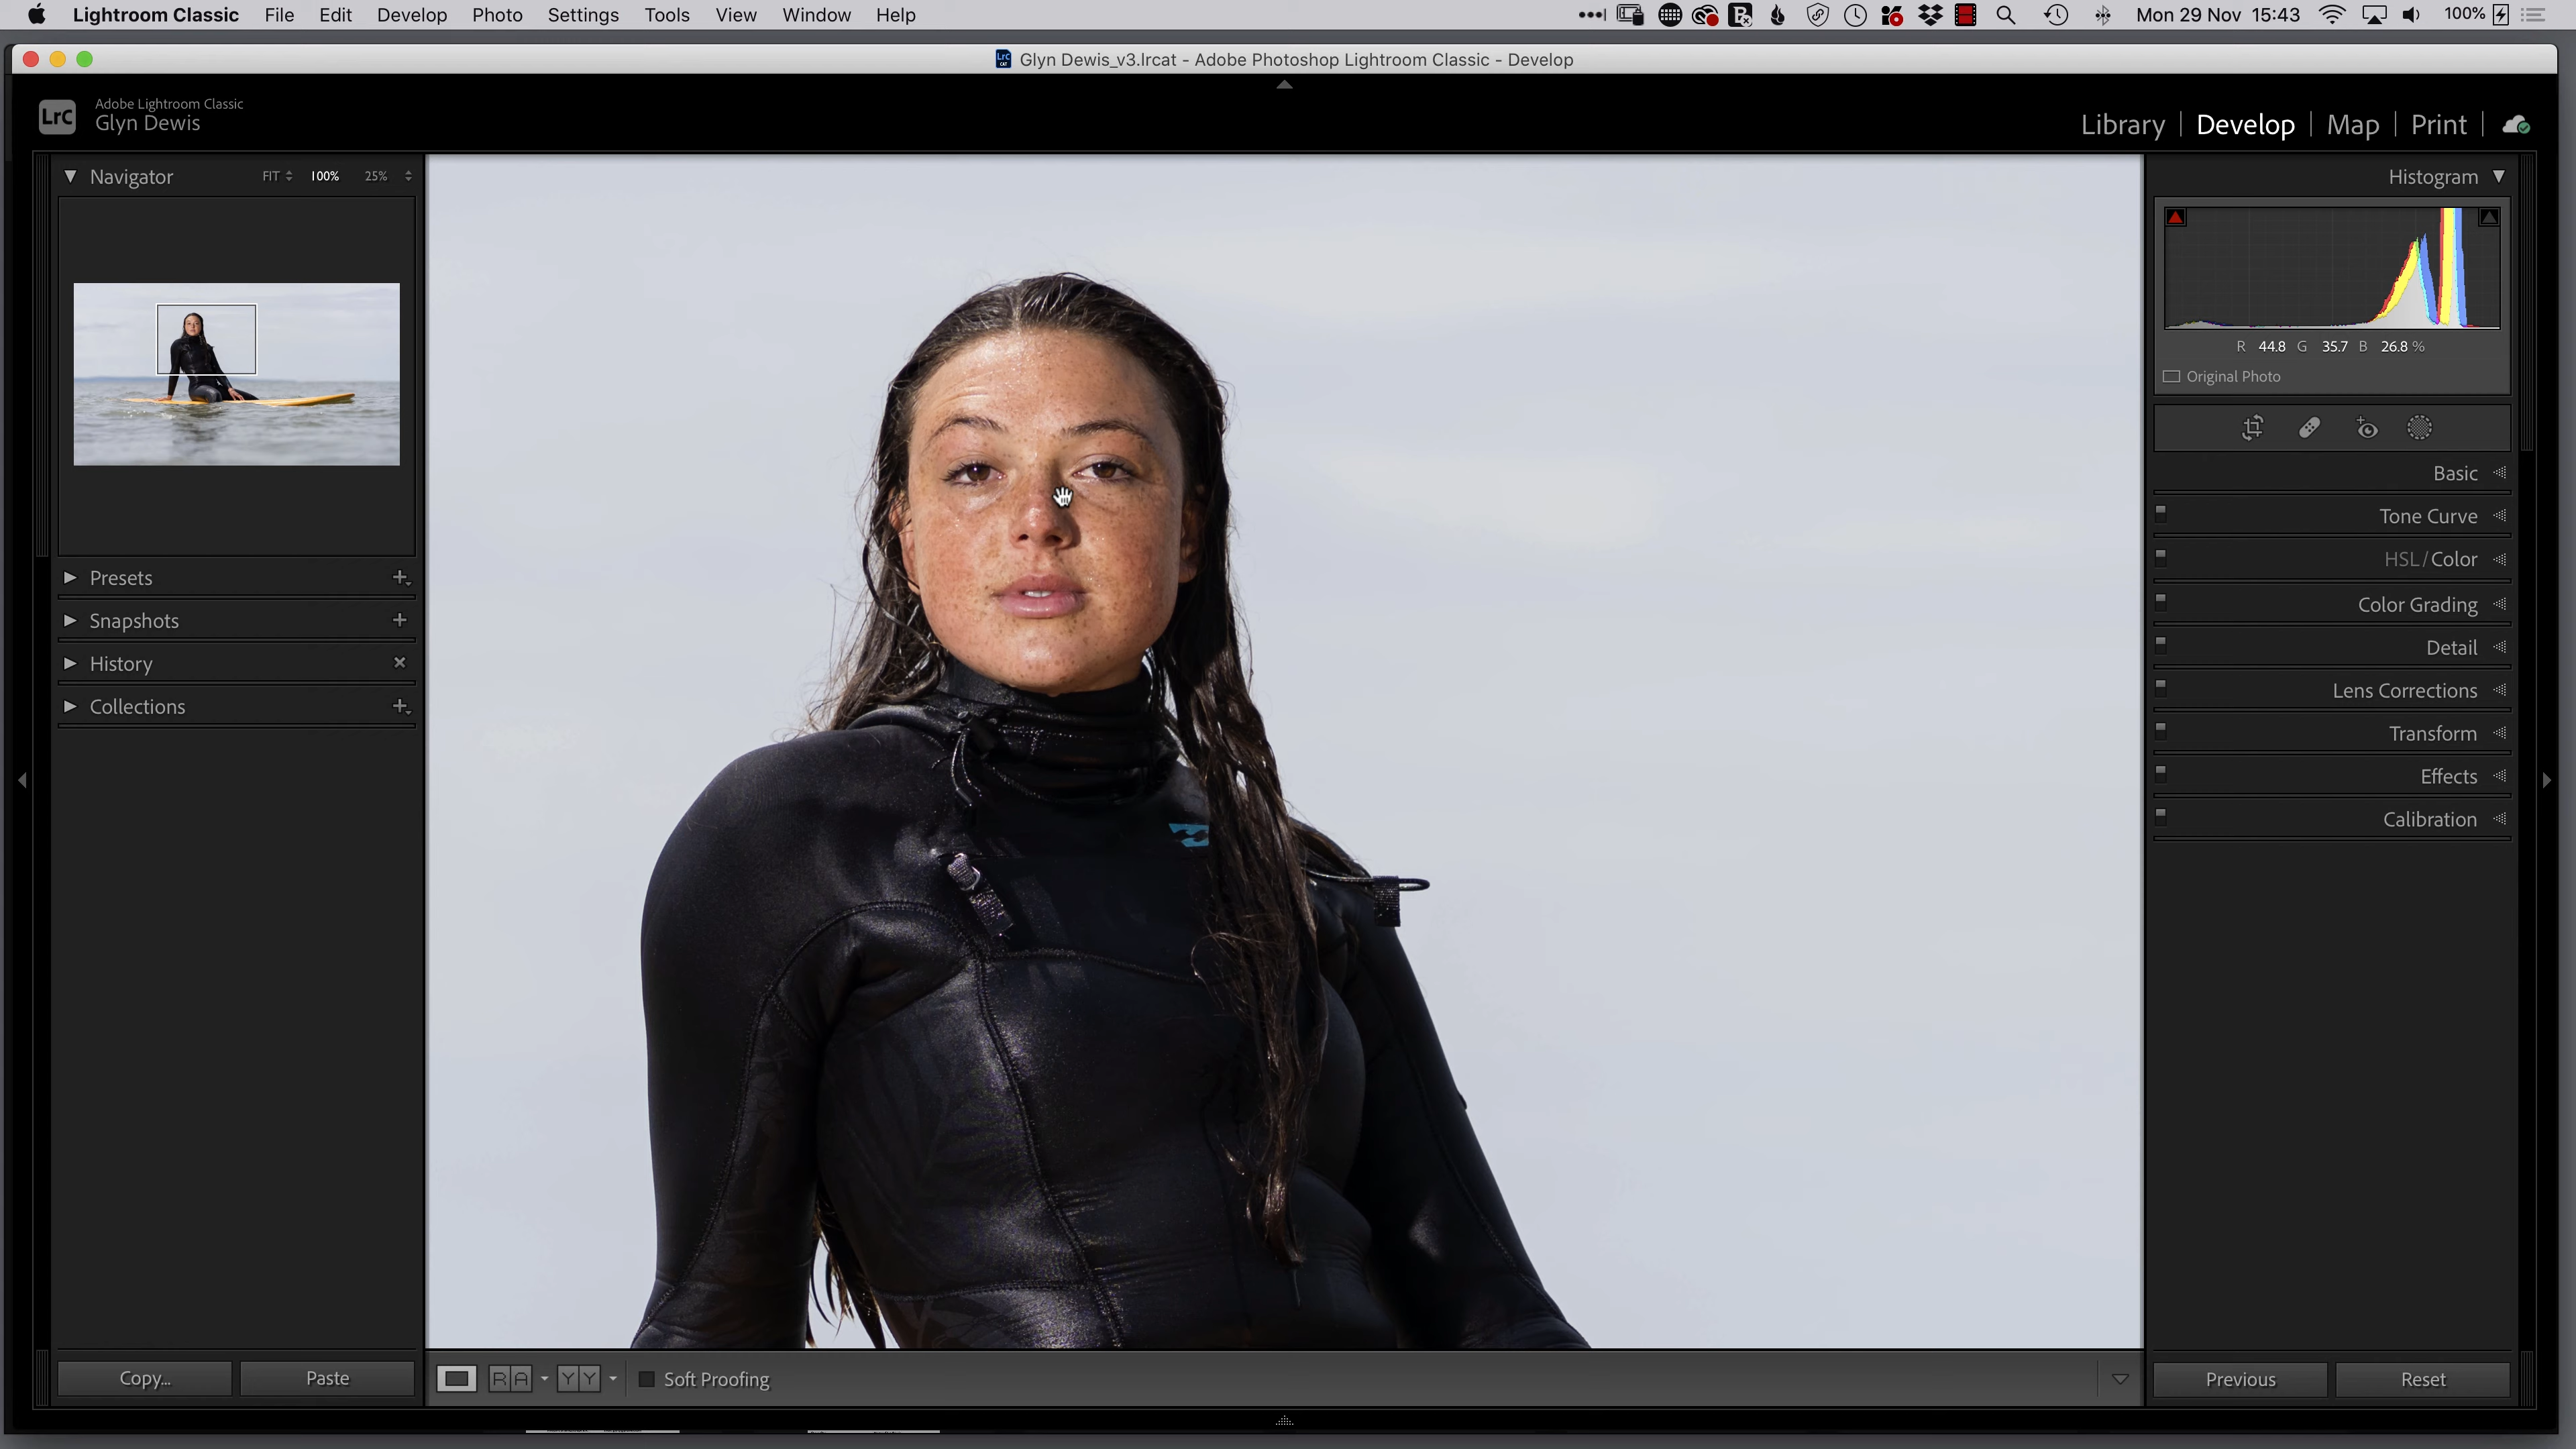 Lightroom Classic File Edit Develop Photo Settings Tools View Window Help Mon 29 Nov 15:43 100%
Glyn Dewis_v3.lrcat - Adobe Photoshop Lightroom Classic - Develop
LrC
Adobe Lightroom Classic
Glyn Dewis
Library | Develop | Map | Print |
Navigator FIT 100% 25%
Histogram
R 44.8 G 35.7 B 26.8 %
Original Photo
Basic
Tone Curve
HSL / Color
Color Grading
Detail
Lens Corrections
Transform
Effects
Calibration
Presets
Snapshots
History
Collections
Copy... Paste
R A Y Y Soft Proofing
Previous Reset